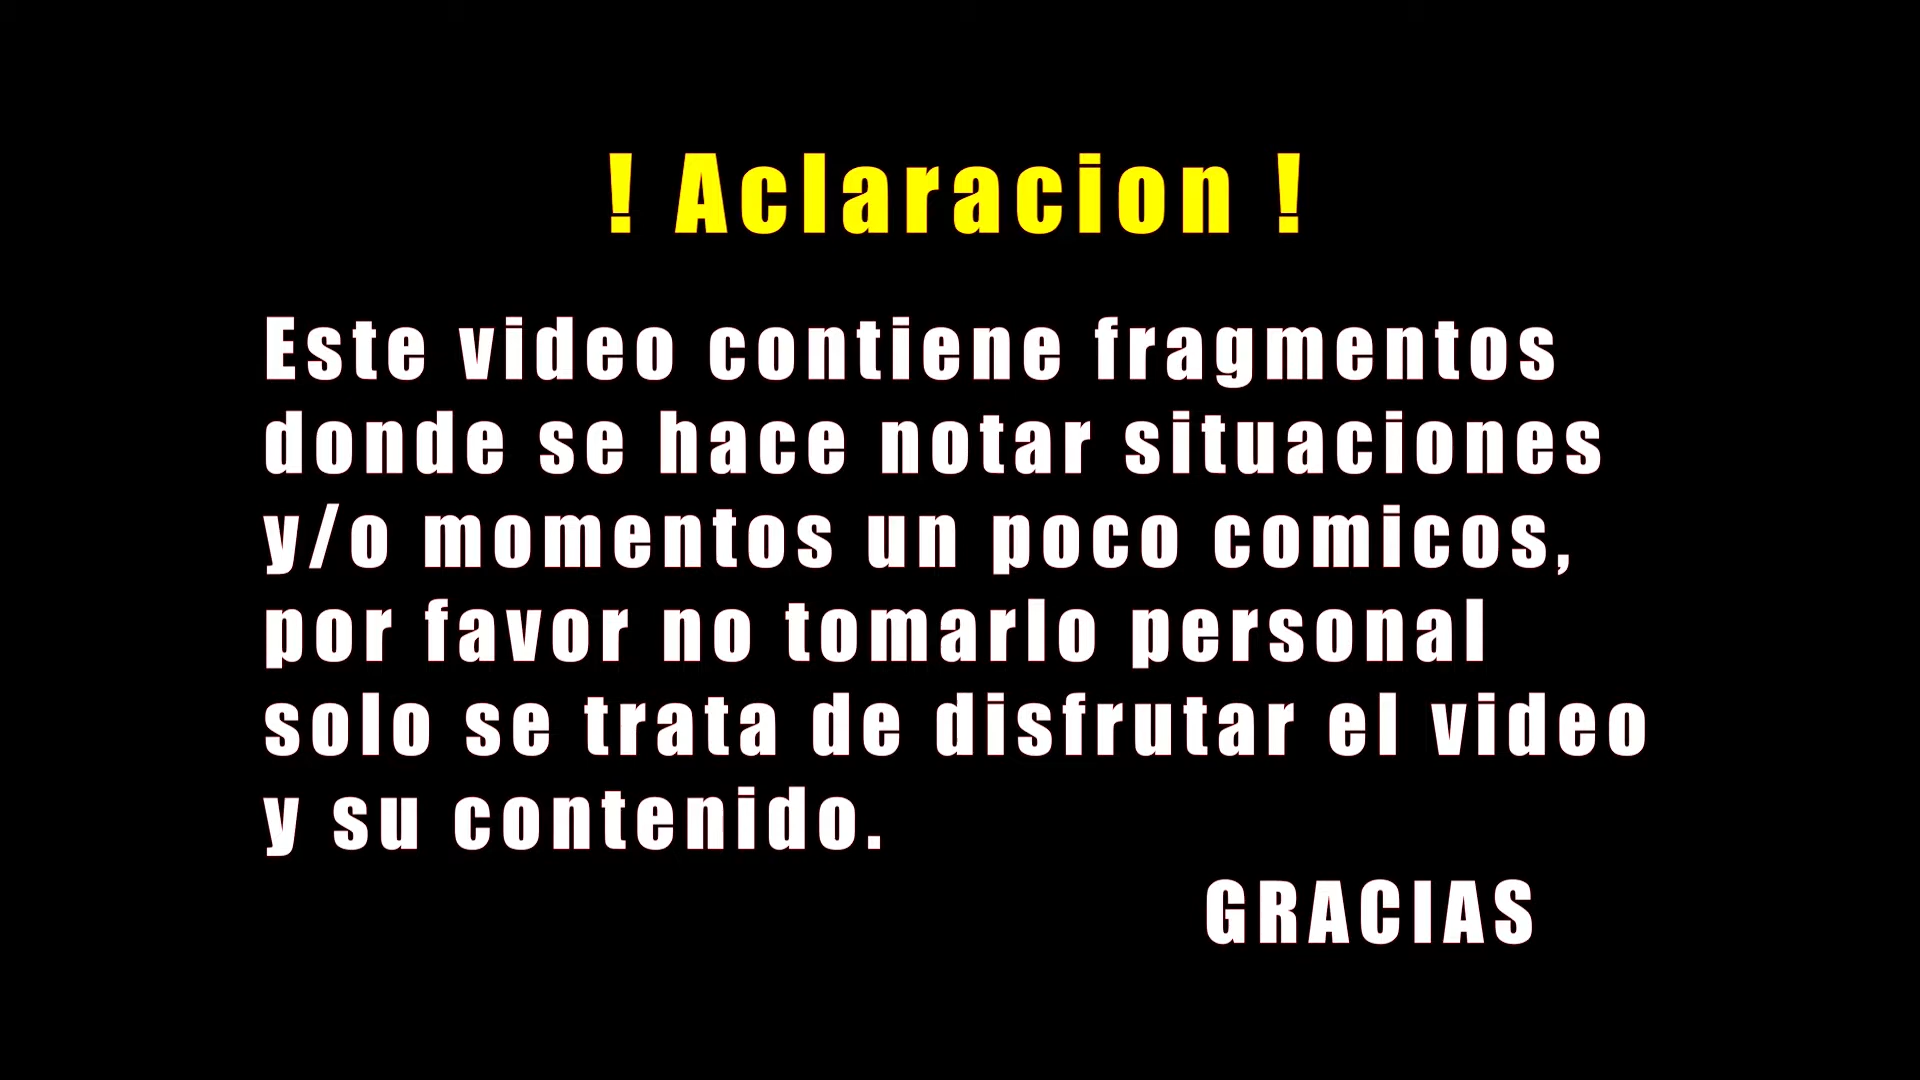 ! Aclaracion !
Este video contiene fragmentos
donde se hace notar situaciones
y/o momentos un poco comicos,
por favor no tomarlo personal
solo se trata de disfrutar el video
y su contenido.
GRACIAS